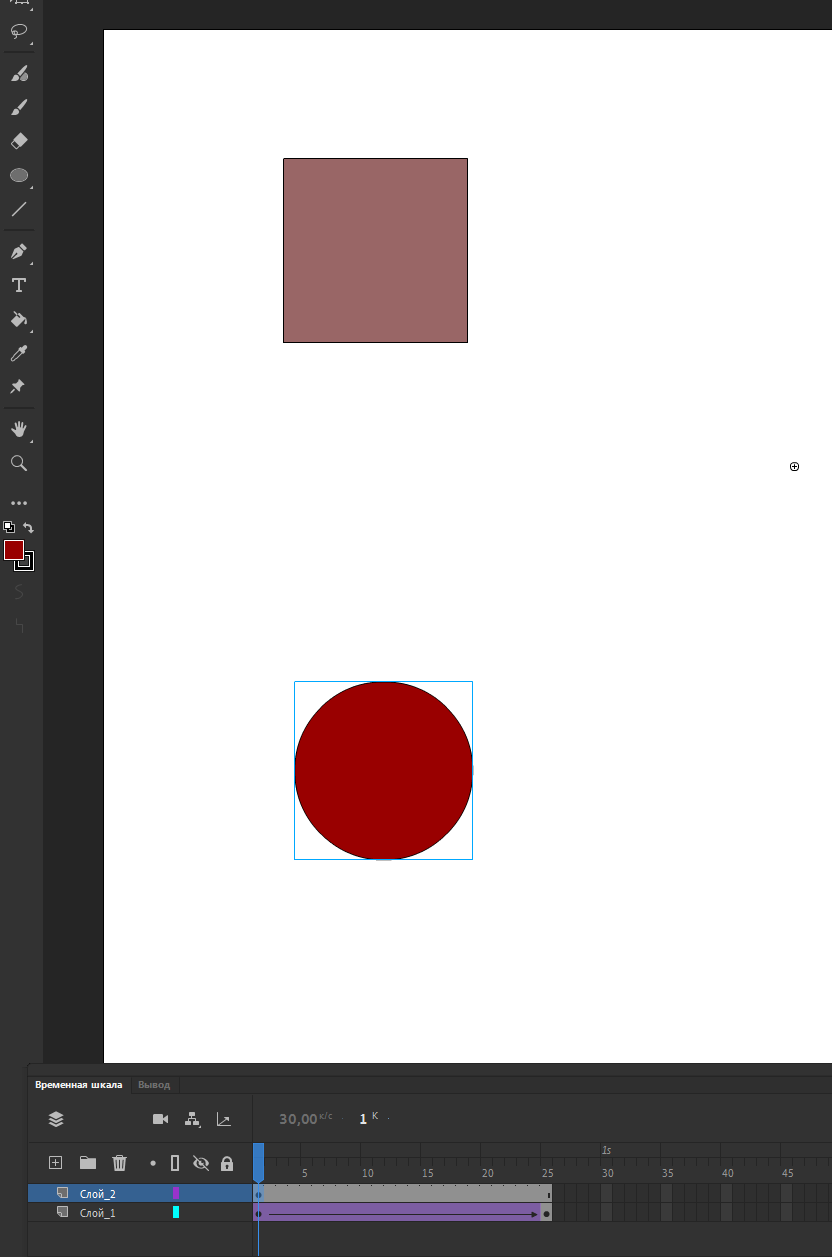 Временная шкала Вывод
30,00 к/с 1 К
1s
5 10 15 20 25 30 35 40 45
Слой_2
Слой_1